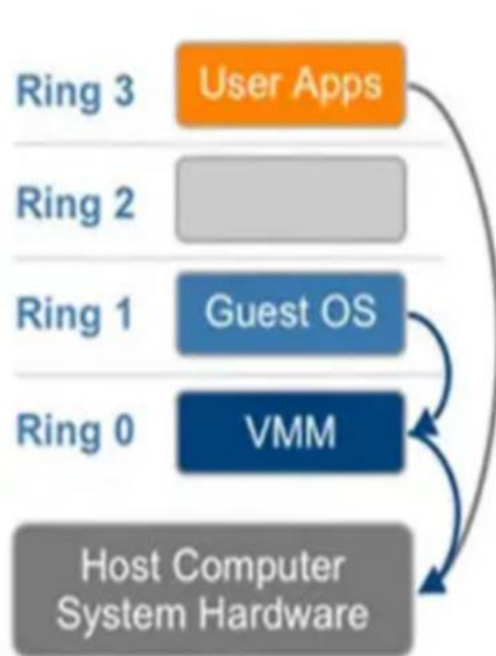 Ring 3
User Apps
Ring 2
Ring 1
Guest OS
Ring 0
VMM
Host Computer
System Hardware